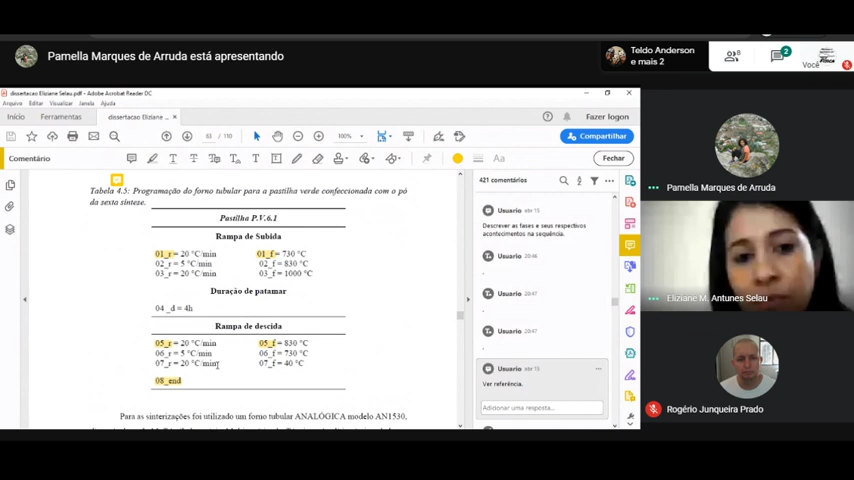 Pamella Marques de Arruda está apresentando
Teldo Anderson
e mais 2
8
2
Você
dissertacao Eliziane Selau.pdf - Adobe Acrobat Reader DC
Arquivo Editar Visualizar Janela Ajuda
Início Ferramentas dissertacao Eliziane ... ×
Fazer logon
63 / 110
100%
Compartilhar
Comentário
Aa
Fechar
Tabela 4.5: Programação do forno tubular para a pastilha verde confeccionada com o pó
da sexta síntese.
Pastilha P.V.6.1
Rampa de Subida
01_r = 20 °C/min 01_f = 730 °C
02_r = 5 °C/min 02_f = 830 °C
03_r = 20 °C/min 03_f = 1000 °C
Duração de patamar
04 _d = 4h
Rampa de descida
05_r = 20 °C/min 05_f = 830 °C
06_r = 5 °C/min 06_f = 730 °C
07_r = 20 °C/min 07_f = 40 °C
08_end
Para as sinterizações foi utilizado um forno tubular ANALÓGICA modelo AN1530,
421 comentários
Usuario abr 15
Descrever as fases e seus respectivos
acontecimentos na sequência.
Usuario 20:46
.
Usuario 20:47
.
Usuario 20:47
.
Usuario abr 15
Ver referência.
Adicionar uma resposta...
Pamella Marques de Arruda
Eliziane M. Antunes Selau
Rogério Junqueira Prado